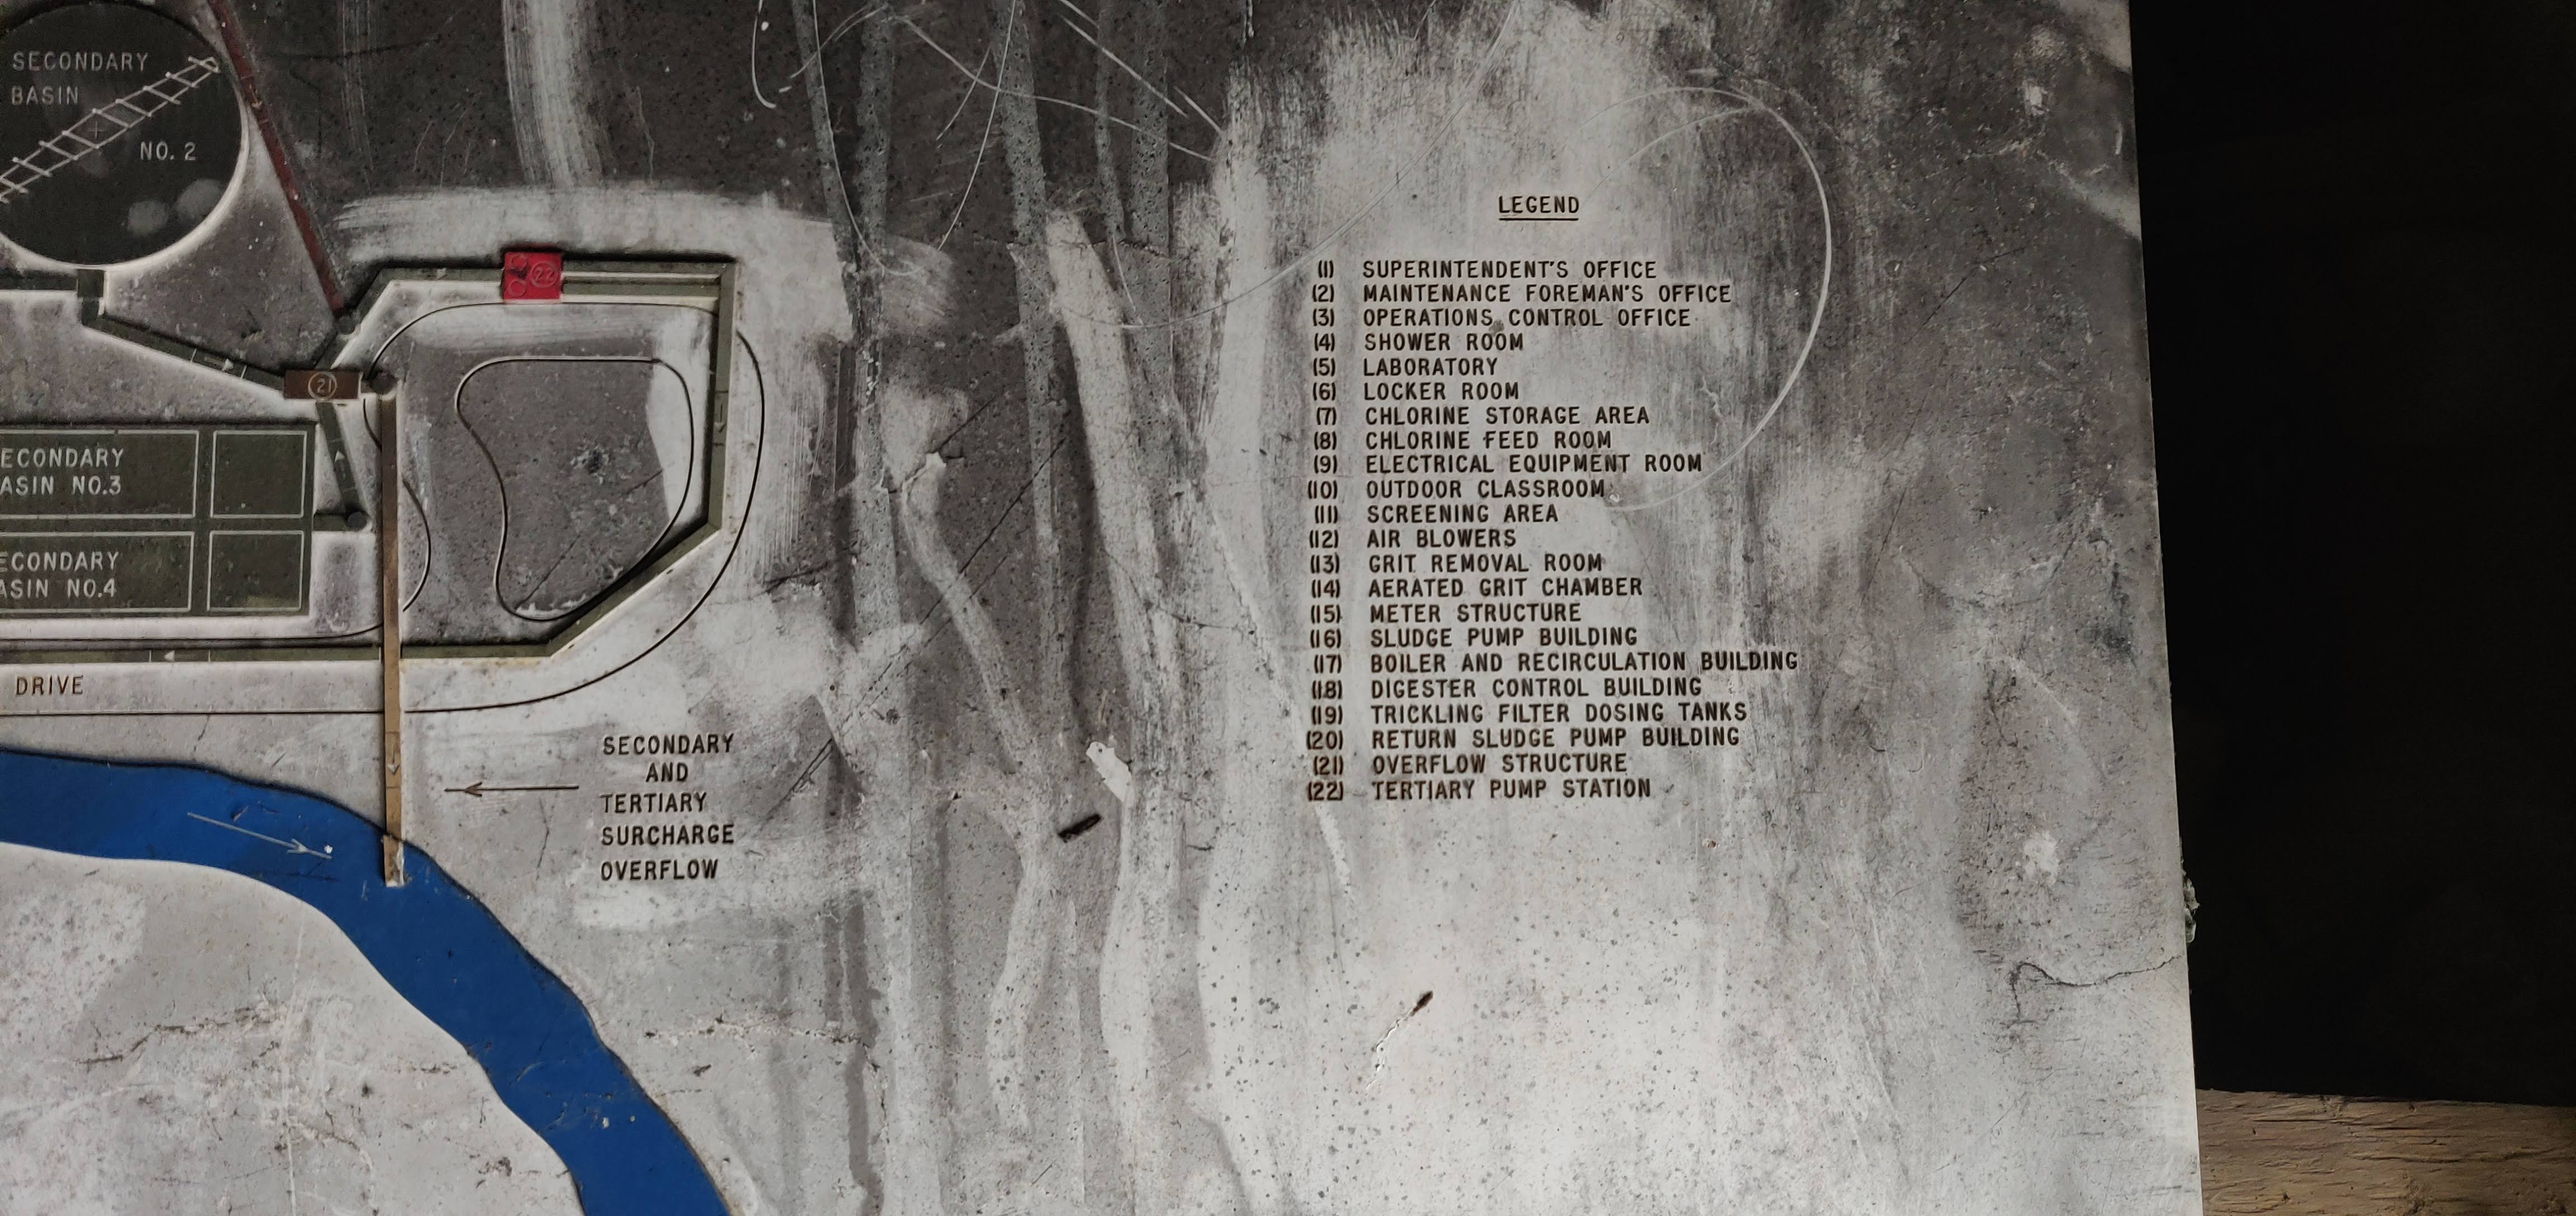 SECONDARY
BASIN
NO. 2
(22)
(21)
ECONDARY
ASIN NO.3
ECONDARY
ASIN NO.4
DRIVE
SECONDARY
AND
TERTIARY
SURCHARGE
OVERFLOW
LEGEND
(1) SUPERINTENDENT'S OFFICE
(2) MAINTENANCE FOREMAN'S OFFICE
(3) OPERATIONS CONTROL OFFICE
(4) SHOWER ROOM
(5) LABORATORY
(6) LOCKER ROOM
(7) CHLORINE STORAGE AREA
(8) CHLORINE FEED ROOM
(9) ELECTRICAL EQUIPMENT ROOM
(10) OUTDOOR CLASSROOM
(11) SCREENING AREA
(12) AIR BLOWERS
(13) GRIT REMOVAL ROOM
(14) AERATED GRIT CHAMBER
(15) METER STRUCTURE
(16) SLUDGE PUMP BUILDING
(17) BOILER AND RECIRCULATION BUILDING
(18) DIGESTER CONTROL BUILDING
(19) TRICKLING FILTER DOSING TANKS
(20) RETURN SLUDGE PUMP BUILDING
(21) OVERFLOW STRUCTURE
(22) TERTIARY PUMP STATION